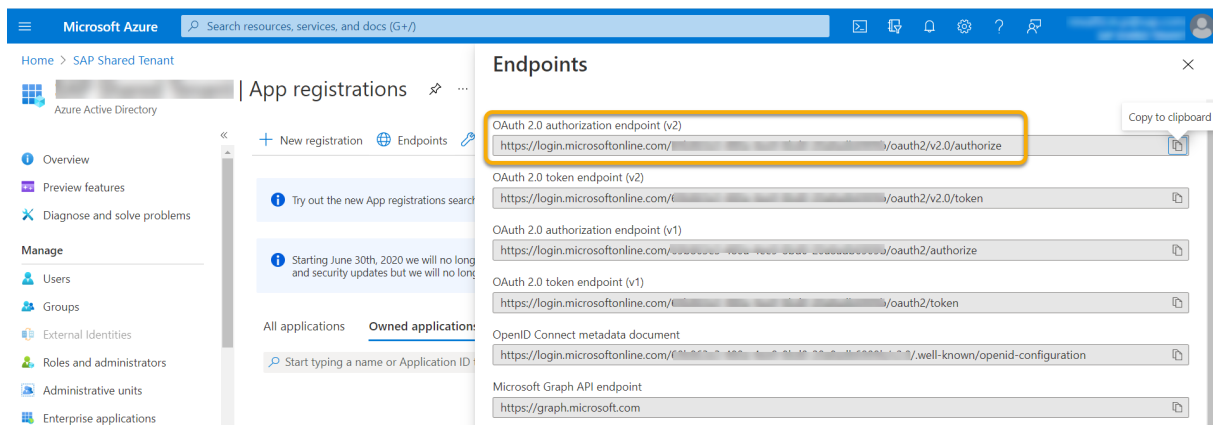 Microsoft Azure
Search resources, services, and docs (G+/)
Home > SAP Shared Tenant
| App registrations
Azure Active Directory
«
Overview
Preview features
Diagnose and solve problems
Manage
Users
Groups
External Identities
Roles and administrators
Administrative units
Enterprise applications
+ New registration
Endpoints
Try out the new App registrations search
Starting June 30th, 2020 we will no long
and security updates but we will no long
All applications
Owned applications
Start typing a name or Application ID
Endpoints
Copy to clipboard
OAuth 2.0 authorization endpoint (v2)
https://login.microsoftonline.com/ /oauth2/v2.0/authorize
OAuth 2.0 token endpoint (v2)
https://login.microsoftonline.com/ /oauth2/v2.0/token
OAuth 2.0 authorization endpoint (v1)
https://login.microsoftonline.com/ /oauth2/authorize
OAuth 2.0 token endpoint (v1)
https://login.microsoftonline.com/ /oauth2/token
OpenID Connect metadata document
https://login.microsoftonline.com/ /.well-known/openid-configuration
Microsoft Graph API endpoint
https://graph.microsoft.com